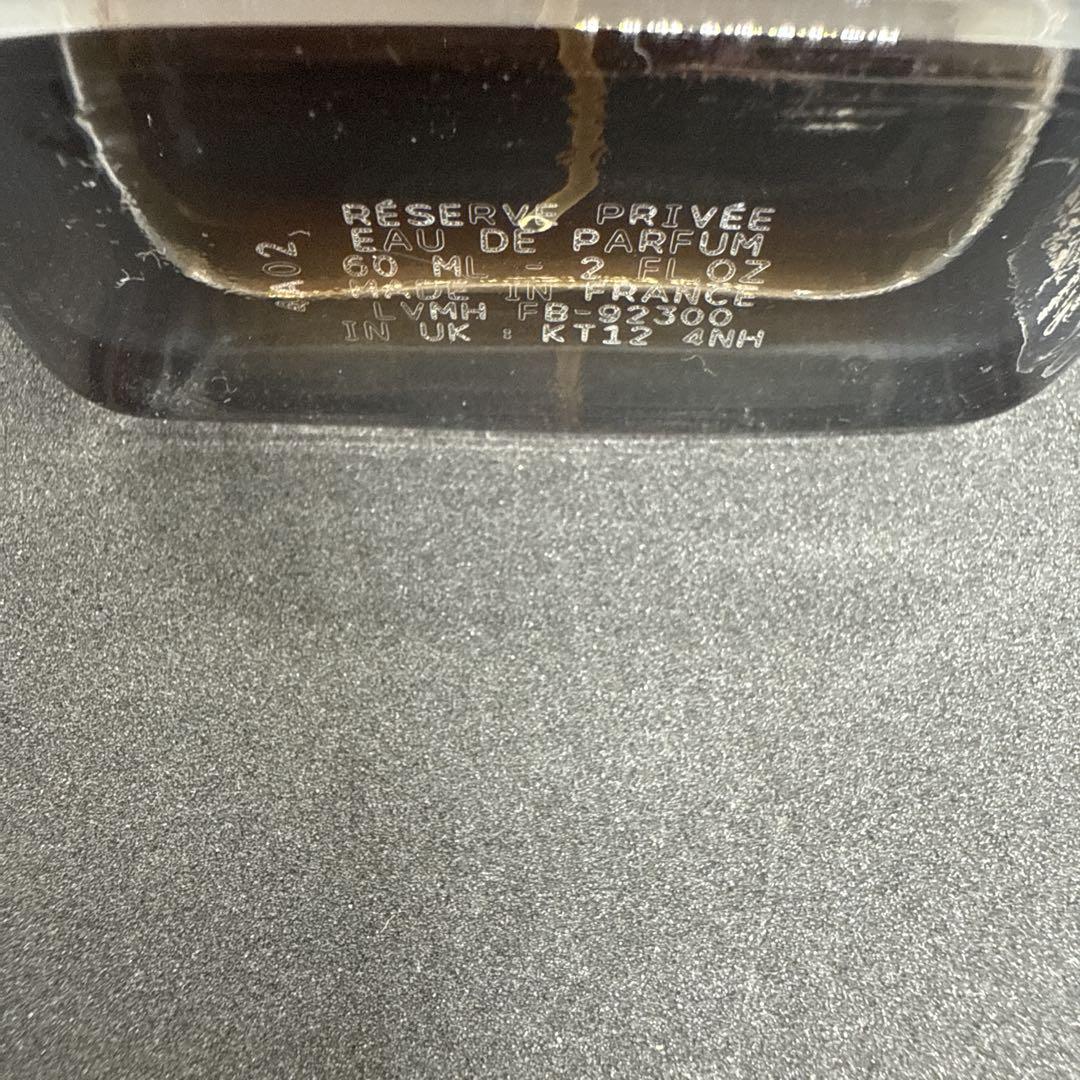 RÉSERVE PRIVÉE
EAU DE PARFUM
60 ML - 2 FL OZ
MADE IN FRANCE
LVMH FB-92300
IN UK : KT12 4NH